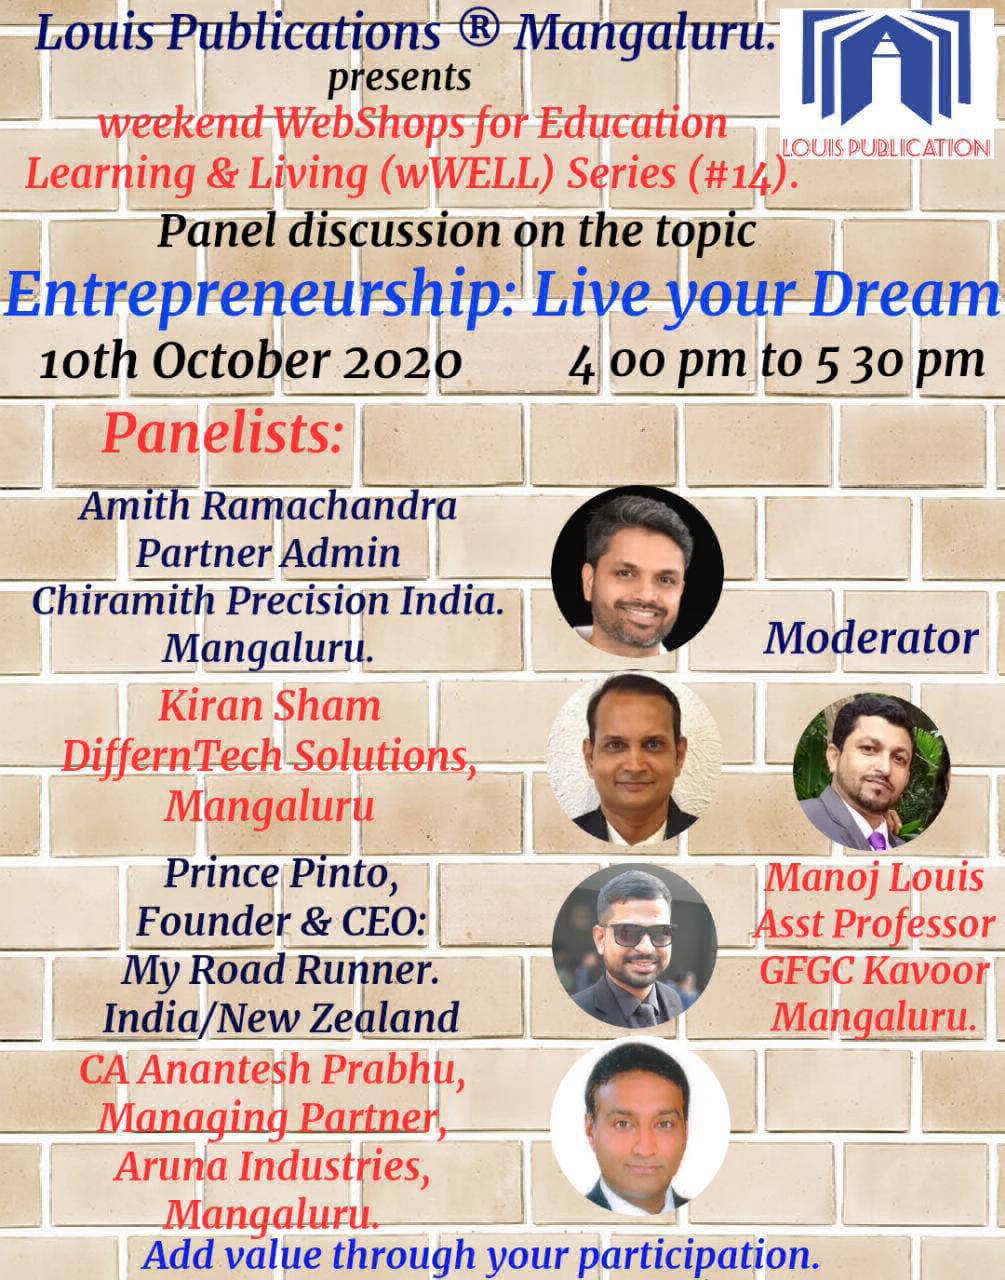 Louis Publications ® Mangaluru.
presents
weekend WebShops for Education
Learning & Living (wWELL) Series (#14).
LOUIS PUBLICATION
Panel discussion on the topic
Entrepreneurship: Live your Dream
10th October 2020 4 00 pm to 5 30 pm
Panelists:
Amith Ramachandra
Partner Admin
Chiramith Precision India.
Mangaluru.
Kiran Sham
DiffernTech Solutions,
Mangaluru
Prince Pinto,
Founder & CEO:
My Road Runner.
India/New Zealand
CA Anantesh Prabhu,
Managing Partner,
Aruna Industries,
Mangaluru.
Moderator
Manoj Louis
Asst Professor
GFGC Kavoor
Mangaluru.
Add value through your participation.